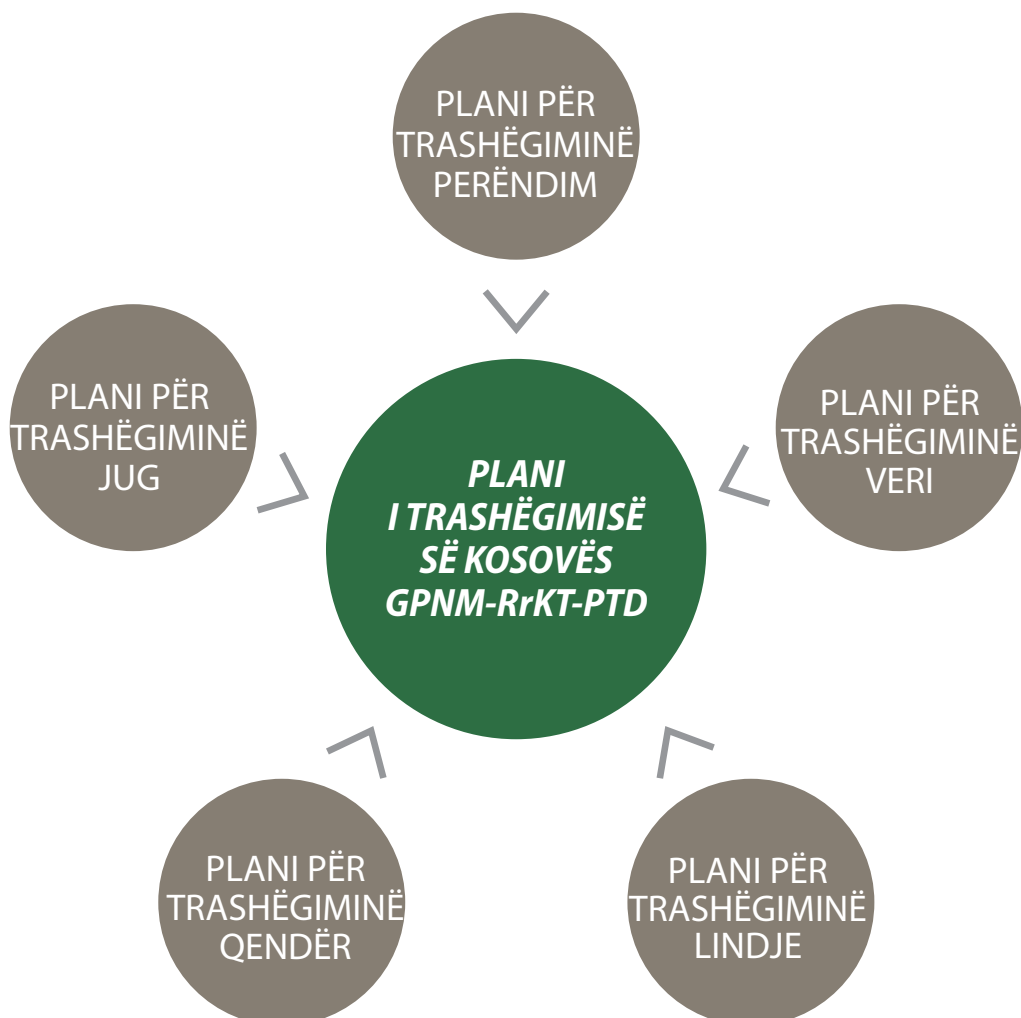 PLANI PËR
TRASHËGIMINË
PERËNDIM
PLANI PËR
TRASHËGIMINË
JUG
PLANI PËR
TRASHËGIMINË
VERI
PLANI
I TRASHËGIMISË
SË KOSOVËS
GPNM-RrKT-PTD
PLANI PËR
TRASHËGIMINË
QENDËR
PLANI PËR
TRASHËGIMINË
LINDJE